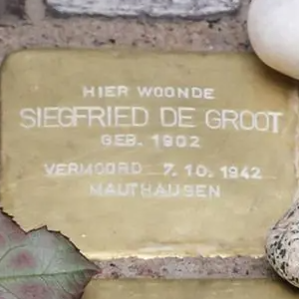 HIER WOONDE
SIEGFRIED DE GROOT
GEB. 1902
VERMOORD 7.10.1942
MAUTHAUSEN